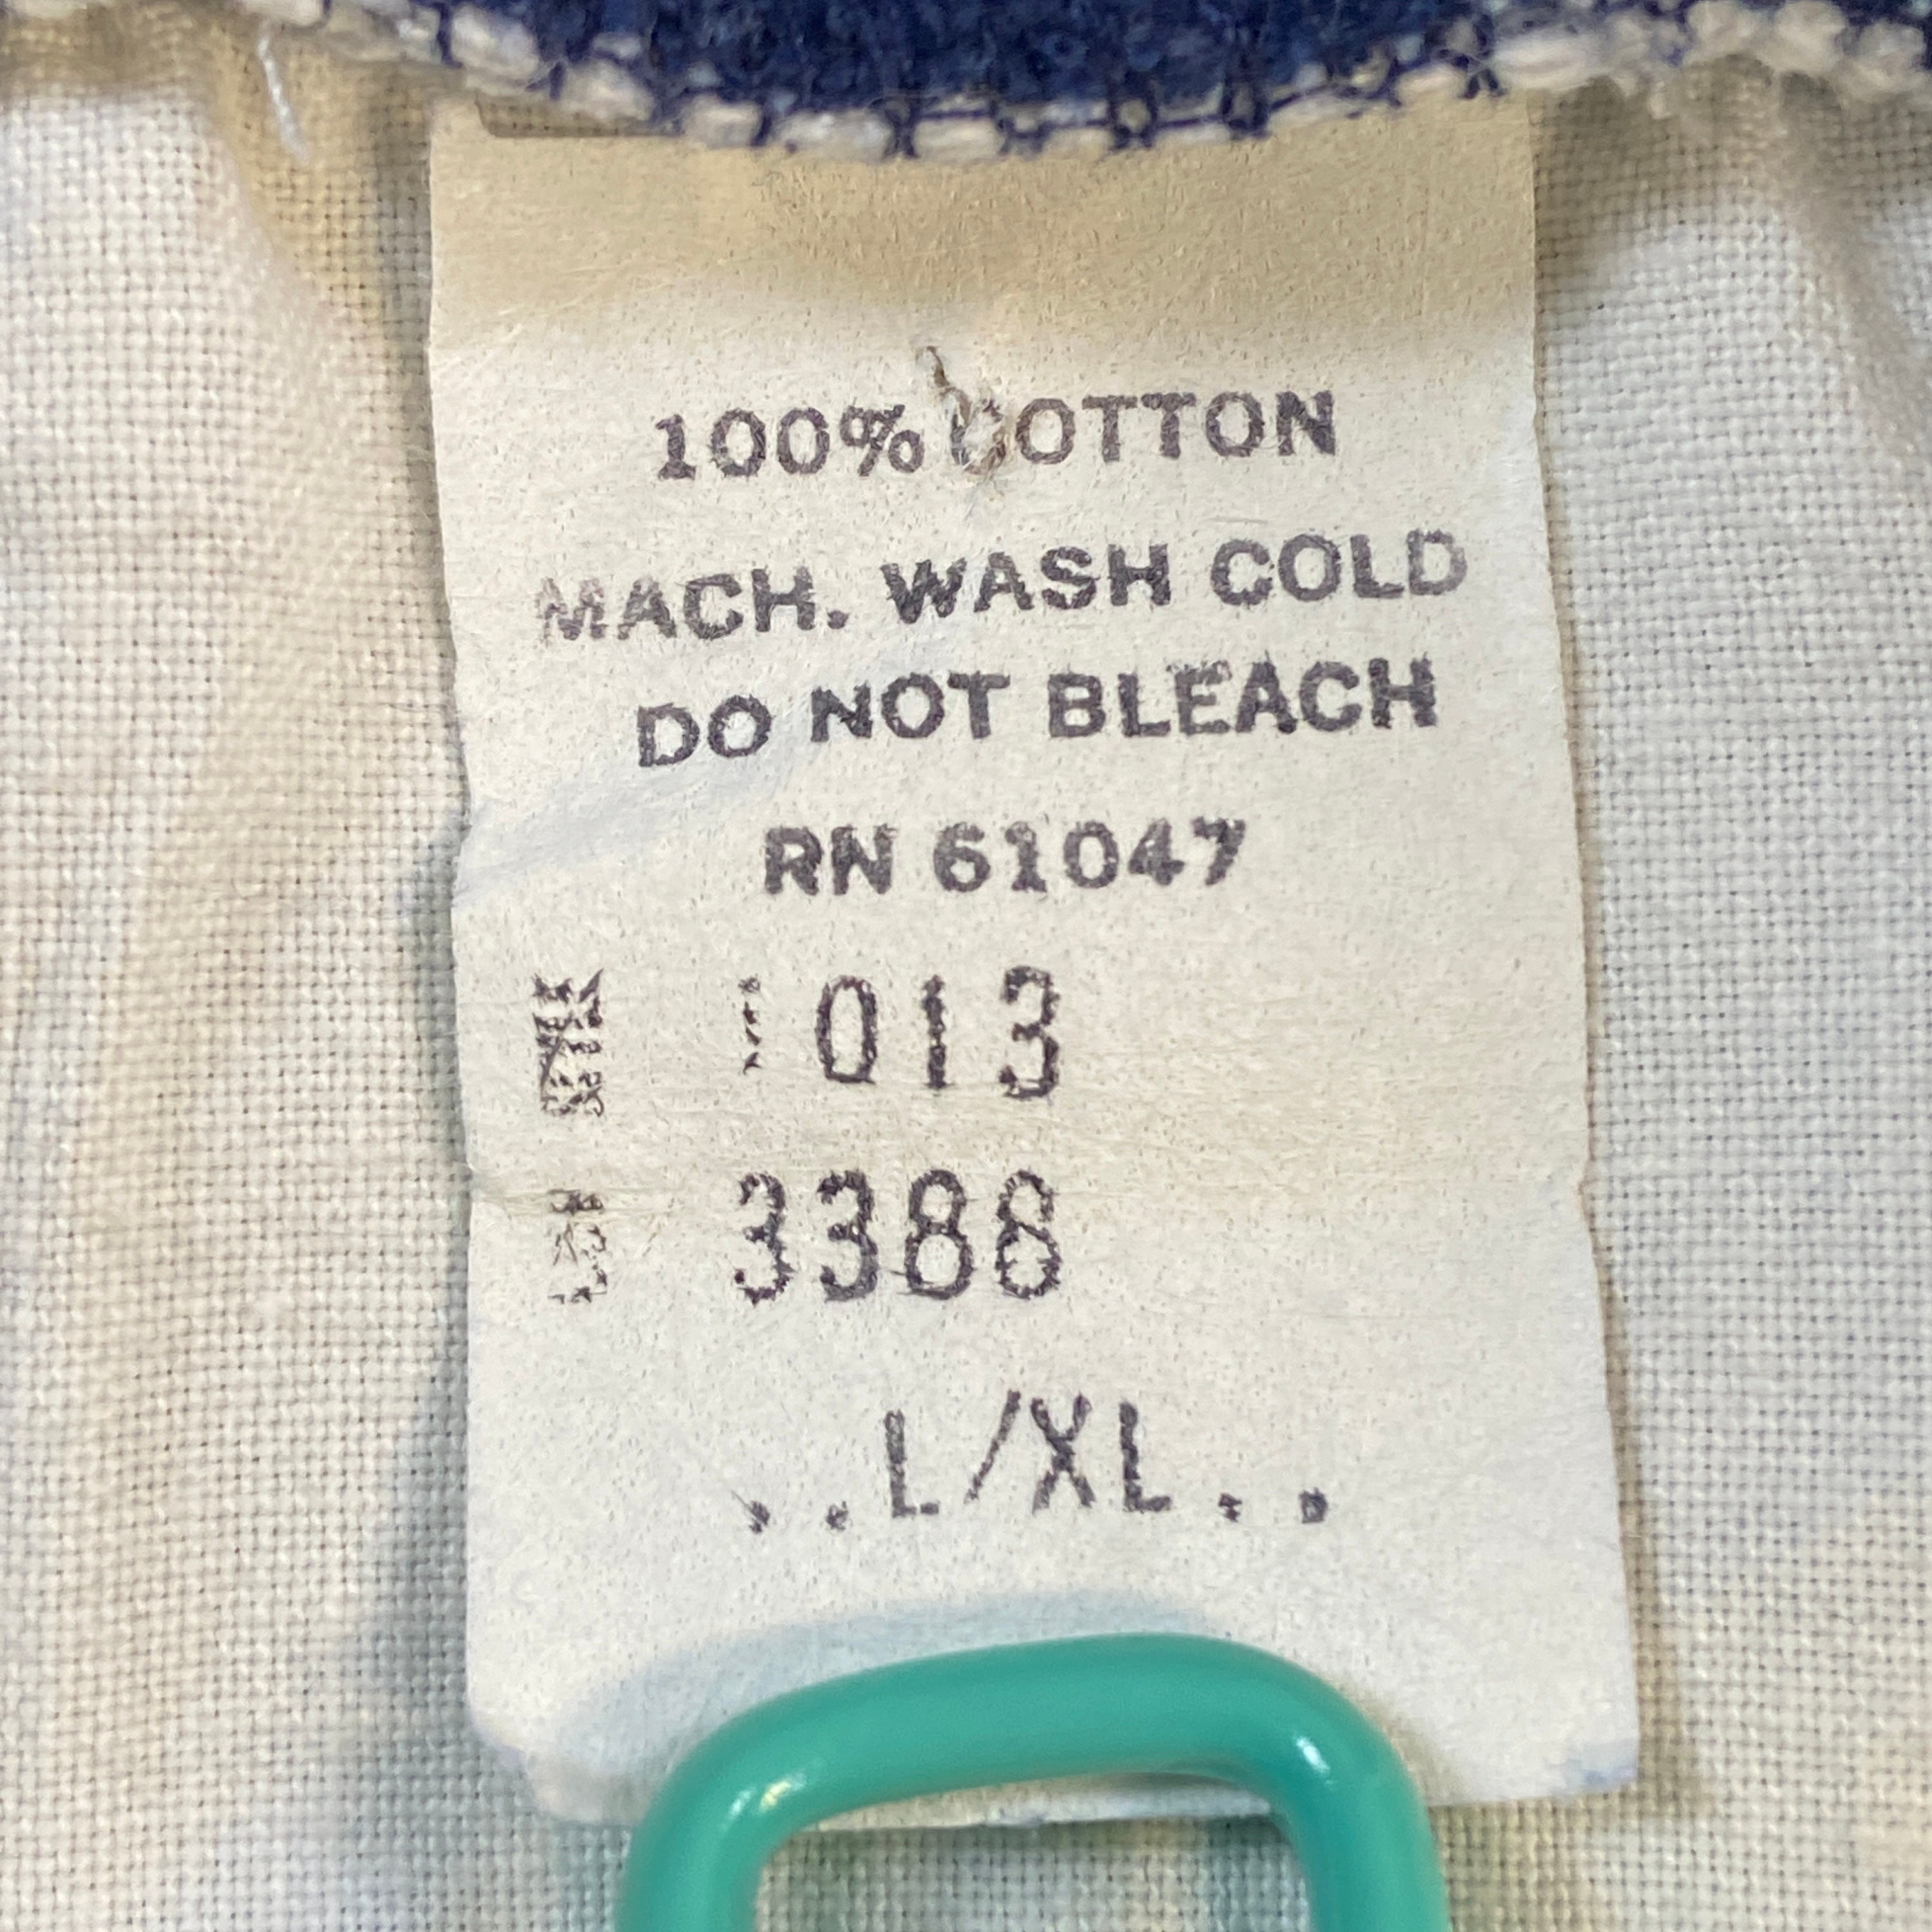 100% COTTON
MACH. WASH COLD
DO NOT BLEACH
RN 61047
013
3388
..L/XL..